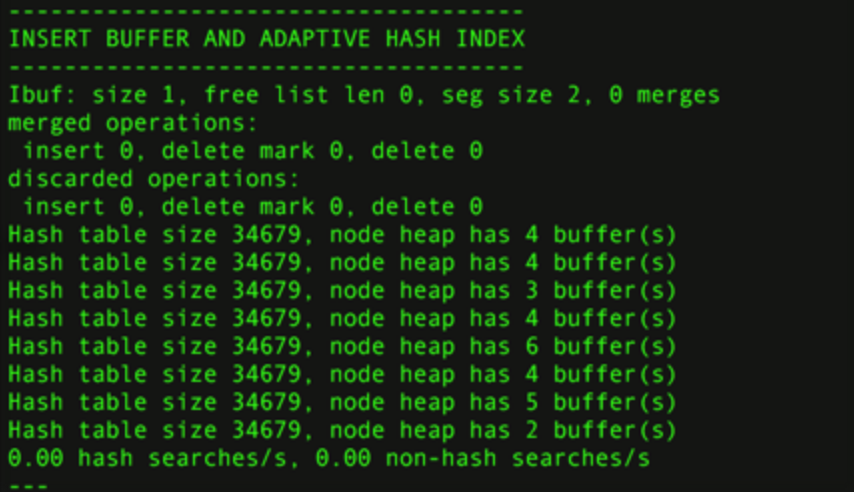 -------------------------------------
INSERT BUFFER AND ADAPTIVE HASH INDEX
-------------------------------------
Ibuf: size 1, free list len 0, seg size 2, 0 merges
merged operations:
 insert 0, delete mark 0, delete 0
discarded operations:
 insert 0, delete mark 0, delete 0
Hash table size 34679, node heap has 4 buffer(s)
Hash table size 34679, node heap has 4 buffer(s)
Hash table size 34679, node heap has 3 buffer(s)
Hash table size 34679, node heap has 4 buffer(s)
Hash table size 34679, node heap has 6 buffer(s)
Hash table size 34679, node heap has 4 buffer(s)
Hash table size 34679, node heap has 5 buffer(s)
Hash table size 34679, node heap has 2 buffer(s)
0.00 hash searches/s, 0.00 non-hash searches/s
---